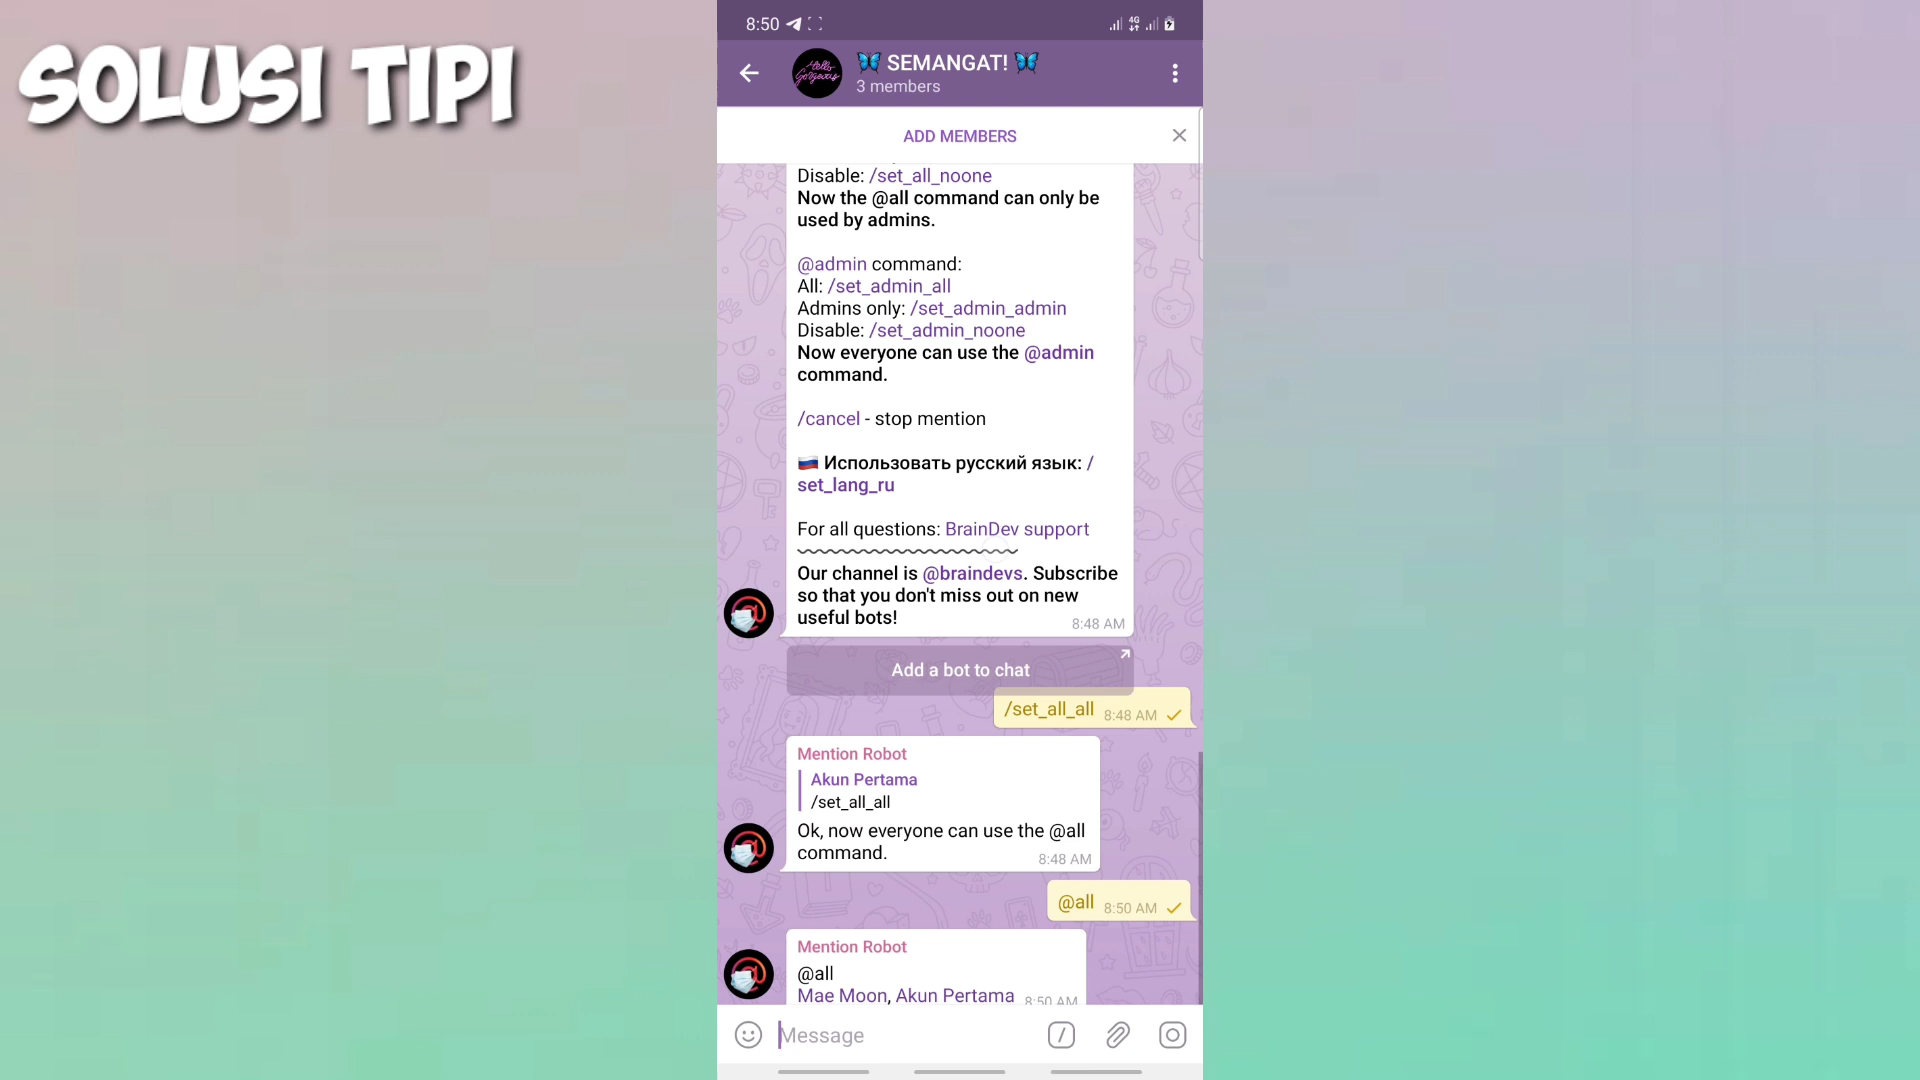 SOLUSI TIPI
8:50
4G
🦋 SEMANGAT! 🦋
3 members
ADD MEMBERS
Disable: /set_all_noone
Now the @all command can only be
used by admins.
@admin command:
All: /set_admin_all
Admins only: /set_admin_admin
Disable: /set_admin_noone
Now everyone can use the @admin
command.
/cancel - stop mention
🇷🇺 Использовать русский язык: /
set_lang_ru
For all questions: BrainDev support
Our channel is @braindevs. Subscribe
so that you don't miss out on new
useful bots!
8:48 AM
Add a bot to chat
/set_all_all 8:48 AM
Mention Robot
Akun Pertama
/set_all_all
Ok, now everyone can use the @all
command.
8:48 AM
@all 8:50 AM
Mention Robot
@all
Mae Moon, Akun Pertama 8:50 AM
Message